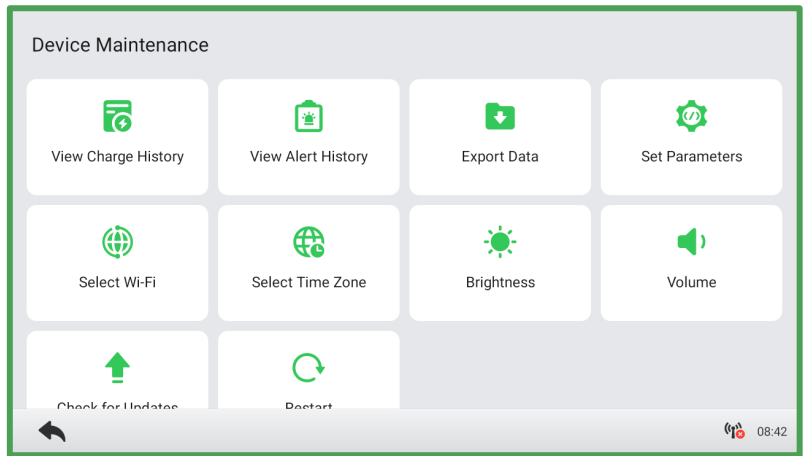 Device Maintenance
View Charge History
View Alert History
Export Data
Set Parameters
Select Wi-Fi
Select Time Zone
Brightness
Volume
Check for Updates
Restart
08:42